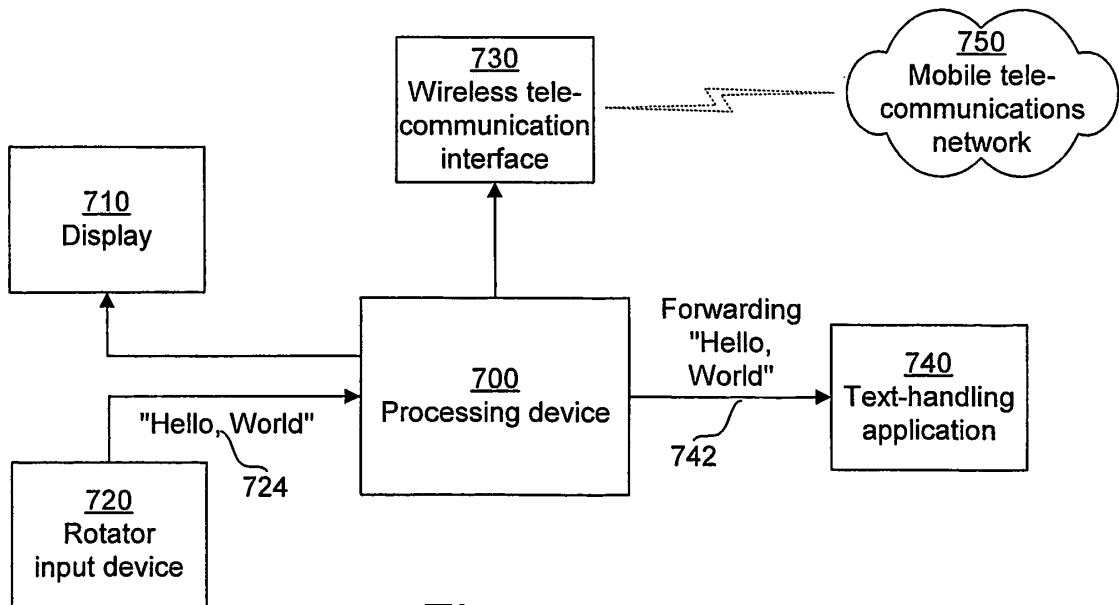 730
Wireless tele-
communication
interface
750
Mobile tele-
communications
network
710
Display
700
Processing device
Forwarding
"Hello,
World"
742
740
Text-handling
application
"Hello, World"
724
720
Rotator
input device